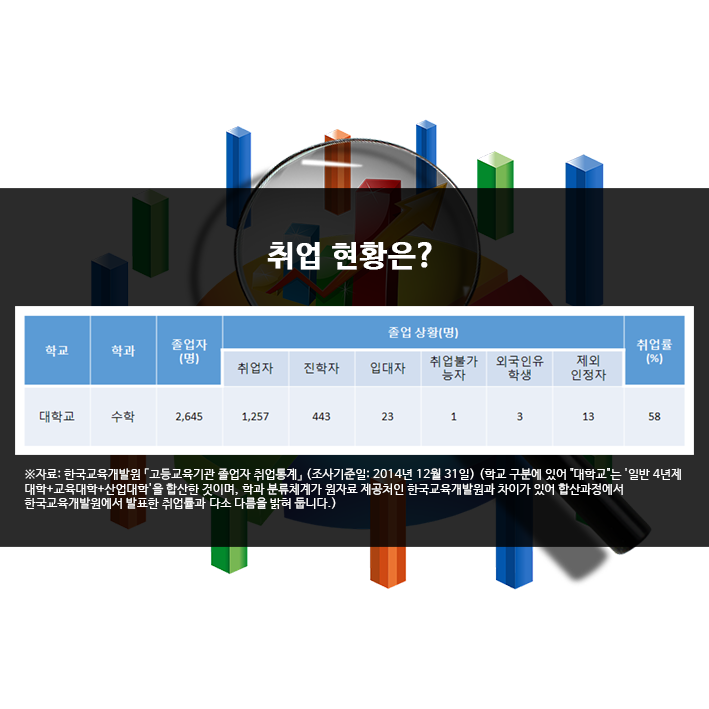 취업 현황은?
학교 학과 졸업자(명) 졸업 상황(명) 취업률(%)
취업자 진학자 입대자 취업불가능자 외국인유학생 제외인정자
대학교 수학 2,645 1,257 443 23 1 3 13 58
※자료: 한국교육개발원 「고등교육기관 졸업자 취업통계」 (조사기준일: 2014년 12월 31일) (학교 구분에 있어 "대학교"는 '일반 4년제
대학+교육대학+산업대학'을 합산한 것이며, 학과 분류체계가 원자료 제공처인 한국교육개발원과 차이가 있어 합산과정에서
한국교육개발원에서 발표한 취업률과 다소 다름을 밝혀 둡니다.)